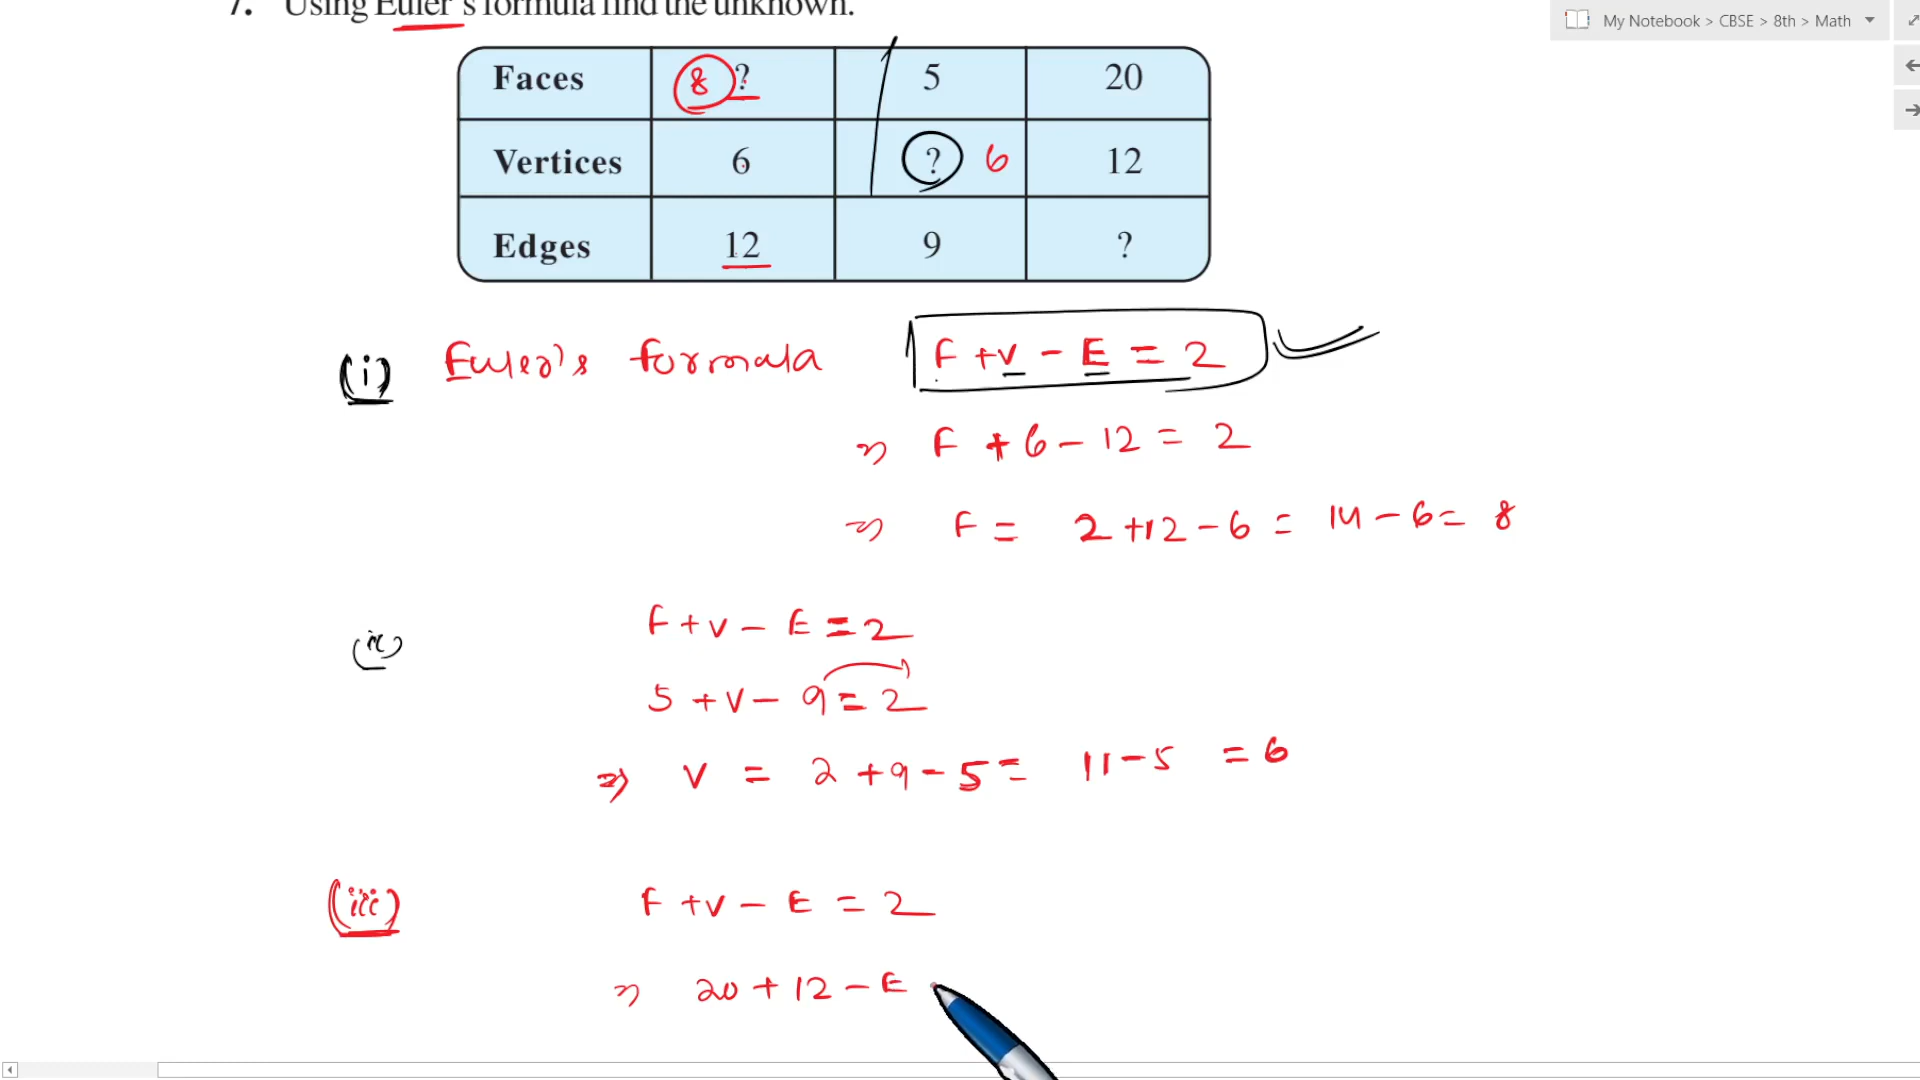 7. Using Euler's formula find the unknown.
My Notebook > CBSE > 8th > Math
Faces 8 ? 5 20
Vertices 6 ? 6 12
Edges 12 9 ?
(i) Euler's formula F + V - E = 2
⇒ F + 6 - 12 = 2
⇒ F = 2 + 12 - 6 = 14 - 6 = 8
(ii) F + V - E = 2
5 + V - 9 = 2
⇒ V = 2 + 9 - 5 = 11 - 5 = 6
(iii) F + V - E = 2
⇒ 20 + 12 - E